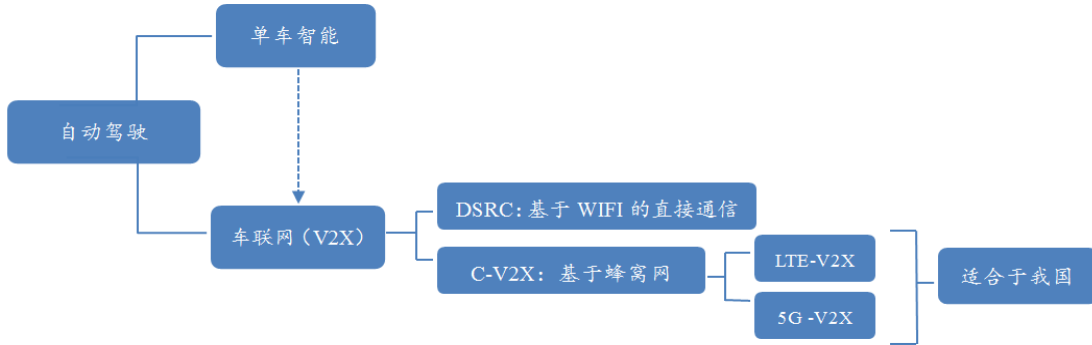 单车智能
自动驾驶
车联网（V2X）
DSRC：基于 WIFI 的直接通信
C-V2X：基于蜂窝网
LTE-V2X
5G -V2X
适合于我国